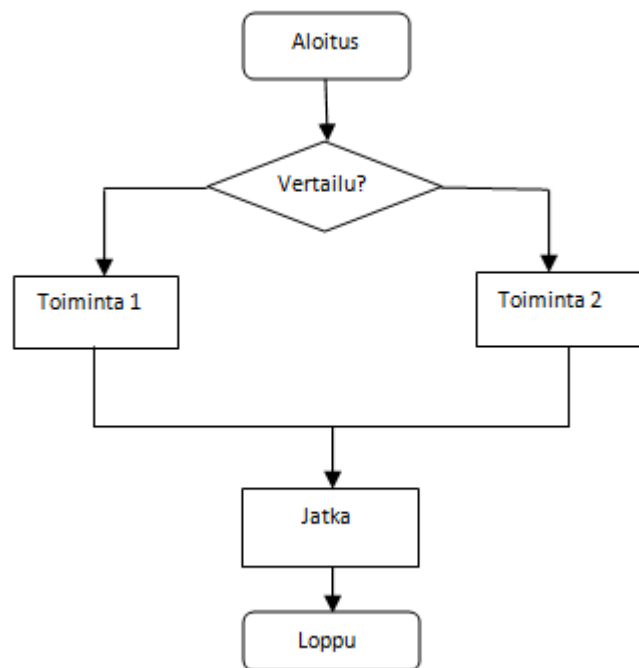 Aloitus
Vertailu?
Toiminta 1
Toiminta 2
Jatka
Loppu